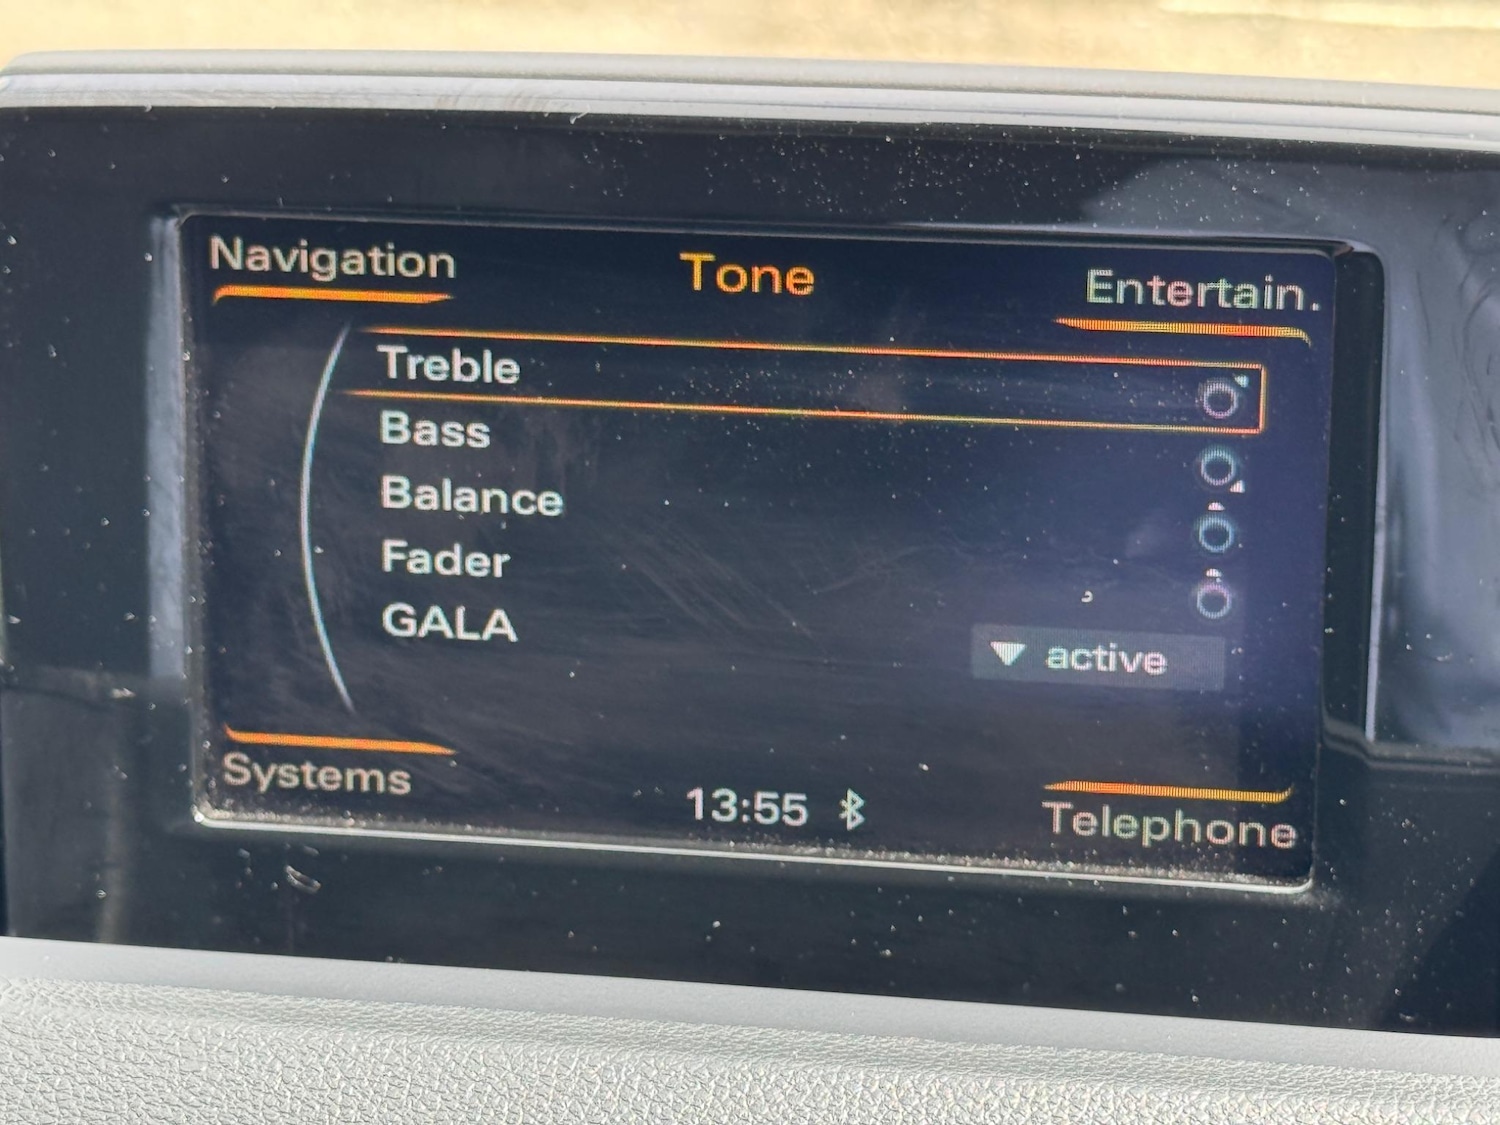 Navigation
Tone
Entertain.
Treble
Bass
Balance
Fader
GALA
active
Systems
13:55
Telephone